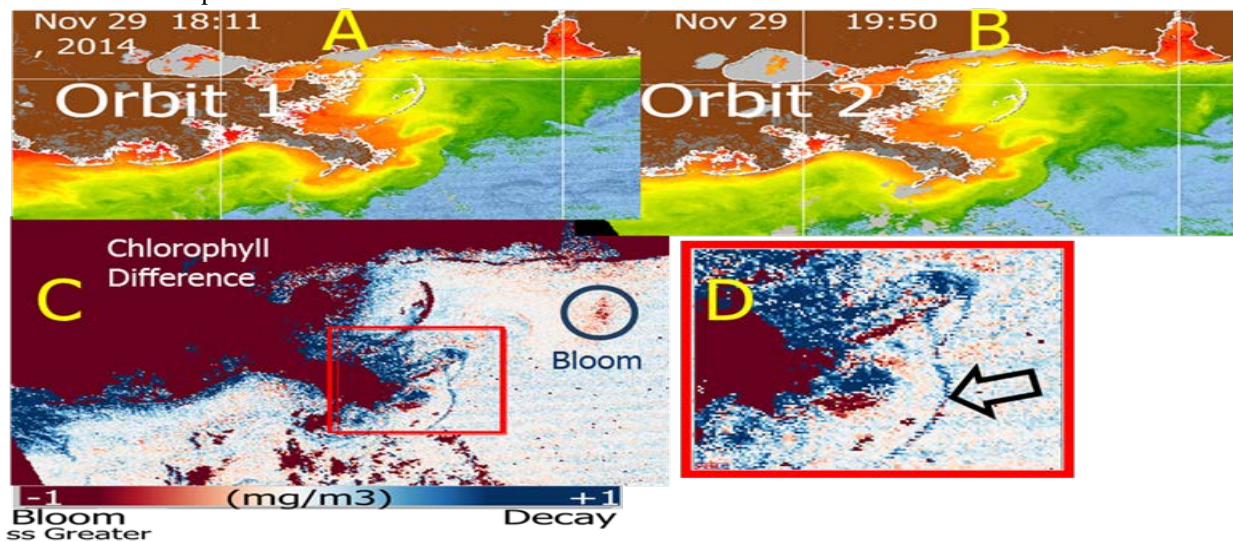 Nov 29 18:11
, 2014
A
Orbit 1
Nov 29 19:50
B
Orbit 2
Chlorophyll
Difference
C
Bloom
D
-1 (mg/m3) +1
Bloom Decay
ss Greater